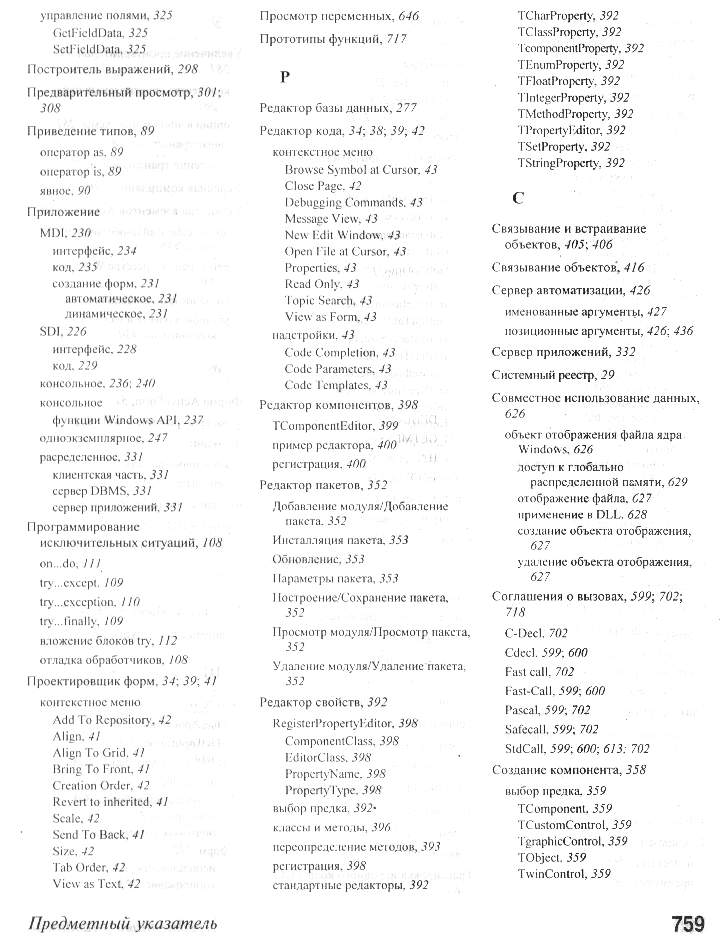 управление полями, 325
GetFieldData, 325
SetFieldData, 325
Построитель выражений, 298
Предварительный просмотр, 301;
308
Приведение типов, 89
оператор as, 89
оператор is, 89
явное, 90
Приложение
MDI, 230
интерфейс, 234
код, 235
создание форм, 231
автоматическое, 231
динамическое, 231
SDI, 226
интерфейс, 228
код, 229
консольное, 236; 240
консольное
функции Windows API, 237
одноэкземплярное, 247
распределенное, 331
клиентская часть, 331
сервер DBMS, 331
сервер приложений, 331
Программирование
исключительных ситуаций, 108
on...do, 111
try...except, 109
try...exception, 110
try...finally, 109
вложение блоков try, 112
отладка обработчиков, 108
Проектировщик форм, 34; 39; 41
контекстное меню
Add To Repository, 42
Align, 41
Align To Grid, 41
Bring To Front, 41
Creation Order, 42
Revert to inherited, 41
Scale, 42
Send To Back, 41
Size, 42
Tab Order, 42
View as Text, 42
Просмотр переменных, 646
Прототипы функций, 717
Р
Редактор базы данных, 277
Редактор кода, 34; 38; 39; 42
контекстное меню
Browse Symbol at Cursor, 43
Close Page, 42
Debugging Commands, 43
Message View, 43
New Edit Window, 43
Open File at Cursor, 43
Properties, 43
Read Only, 43
Topic Search, 43
View as Form, 43
надстройки, 43
Code Completion, 43
Code Parameters, 43
Code Templates, 43
Редактор компонентов, 398
TComponentEditor, 399
пример редактора, 400
регистрация, 400
Редактор пакетов, 352
Добавление модуля/Добавление
пакета, 352
Инсталляция пакета, 353
Обновление, 353
Параметры пакета, 353
Построение/Сохранение пакета,
352
Просмотр модуля/Просмотр пакета,
352
Удаление модуля/Удаление пакета,
352
Редактор свойств, 392
RegisterPropertyEditor, 398
ComponentClass, 398
EditorClass, 398
PropertyName, 398
PropertyType, 398
выбор предка, 392
классы и методы, 396
переопределение методов, 393
регистрация, 398
стандартные редакторы, 392
TCharProperty, 392
TClassProperty, 392
TcomponentProperty, 392
TEnumProperty, 392
TFloatProperty, 392
TIntegerProperty, 392
TMethodProperty, 392
TPropertyEditor, 392
TSetProperty, 392
TStringProperty, 392
С
Связывание и встраивание
объектов, 405; 406
Связывание объектов, 416
Сервер автоматизации, 426
именованные аргументы, 427
позиционные аргументы, 426; 436
Сервер приложений, 332
Системный реестр, 29
Совместное использование данных,
626
объект отображения файла ядра
Windows, 626
доступ к глобально
распределенной памяти, 629
отображение файла, 627
применение в DLL, 628
создание объекта отображения,
627
удаление объекта отображения,
627
Соглашения о вызовах, 599; 702;
718
C-Decl, 702
Cdecl, 599; 600
Fast call, 702
Fast-Call, 599; 600
Pascal, 599; 702
Safecall, 599; 702
StdCall, 599; 600; 613; 702
Создание компонента, 358
выбор предка, 359
TComponent, 359
TCustomControl, 359
TgraphicControl, 359
TObject, 359
TwinControl, 359
Предметный указатель
759